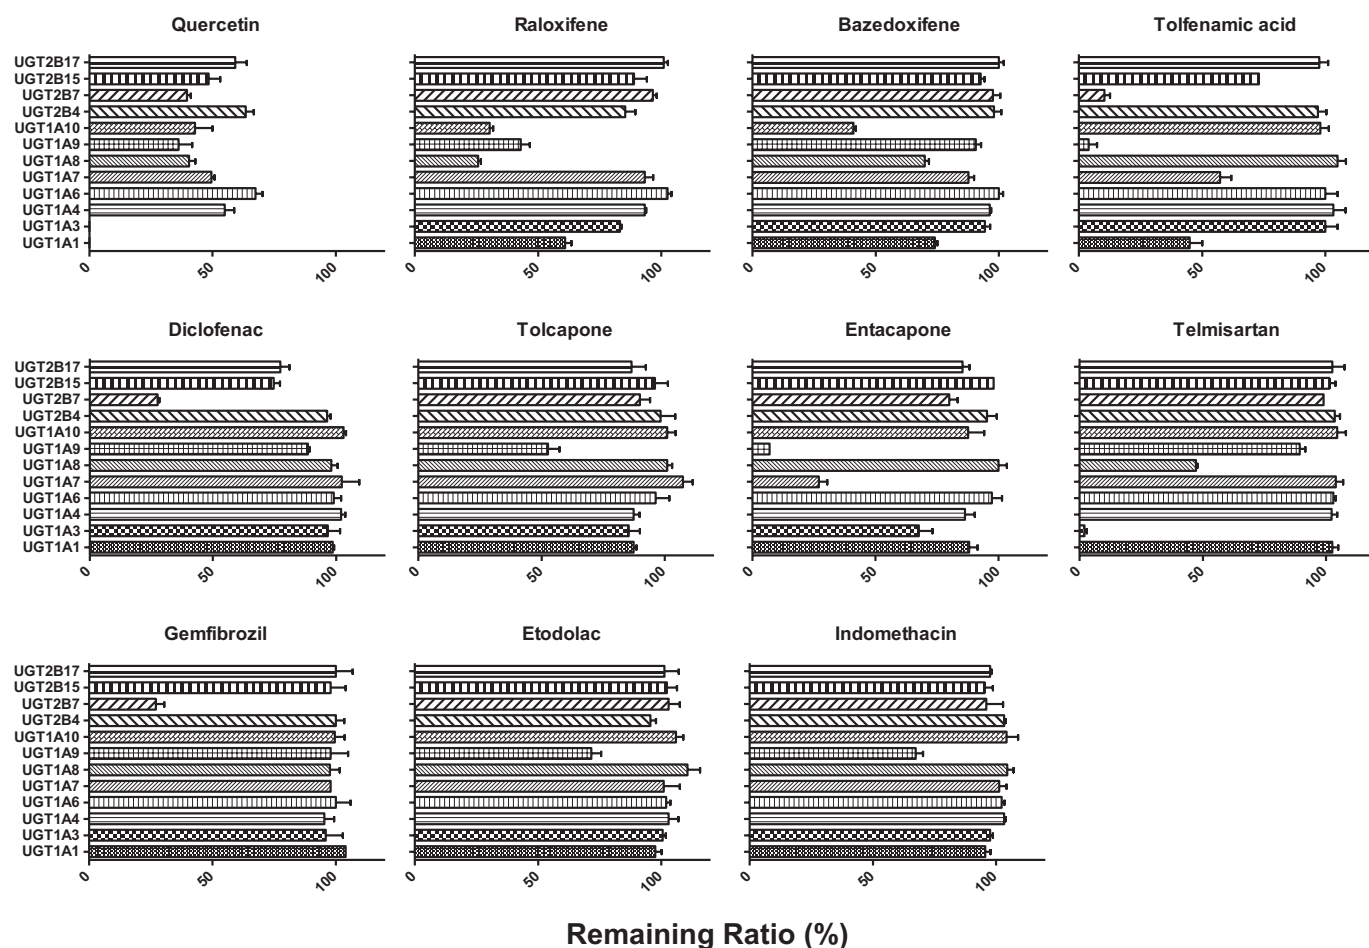 Quercetin
Raloxifene
Bazedoxifene
Tolfenamic acid
UGT2B17
UGT2B15
UGT2B7
UGT2B4
UGT1A10
UGT1A9
UGT1A8
UGT1A7
UGT1A6
UGT1A4
UGT1A3
UGT1A1
0 50 100
0 50 100
0 50 100
0 50 100
Diclofenac
Tolcapone
Entacapone
Telmisartan
UGT2B17
UGT2B15
UGT2B7
UGT2B4
UGT1A10
UGT1A9
UGT1A8
UGT1A7
UGT1A6
UGT1A4
UGT1A3
UGT1A1
0 50 100
0 50 100
0 50 100
0 50 100
Gemfibrozil
Etodolac
Indomethacin
UGT2B17
UGT2B15
UGT2B7
UGT2B4
UGT1A10
UGT1A9
UGT1A8
UGT1A7
UGT1A6
UGT1A4
UGT1A3
UGT1A1
0 50 100
0 50 100
0 50 100
Remaining Ratio (%)